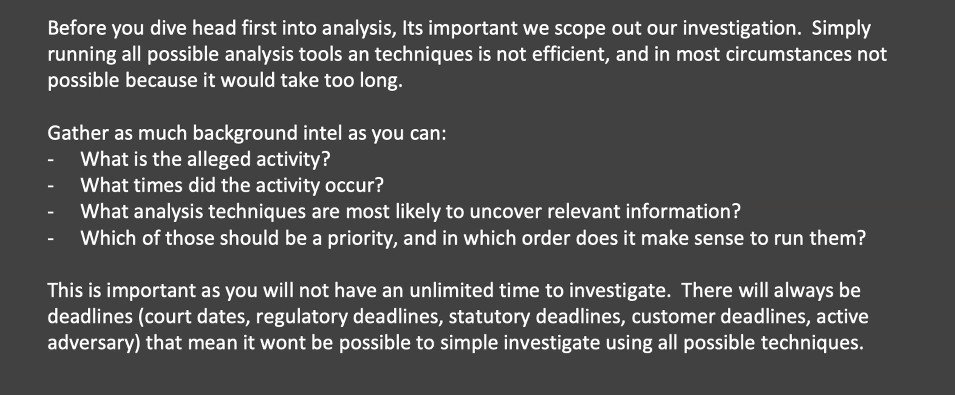 Before you dive head first into analysis, Its important we scope out our investigation.  Simply
running all possible analysis tools an techniques is not efficient, and in most circumstances not
possible because it would take too long.
Gather as much background intel as you can:
- What is the alleged activity?
- What times did the activity occur?
- What analysis techniques are most likely to uncover relevant information?
- Which of those should be a priority, and in which order does it make sense to run them?
This is important as you will not have an unlimited time to investigate.  There will always be
deadlines (court dates, regulatory deadlines, statutory deadlines, customer deadlines, active
adversary) that mean it wont be possible to simple investigate using all possible techniques.